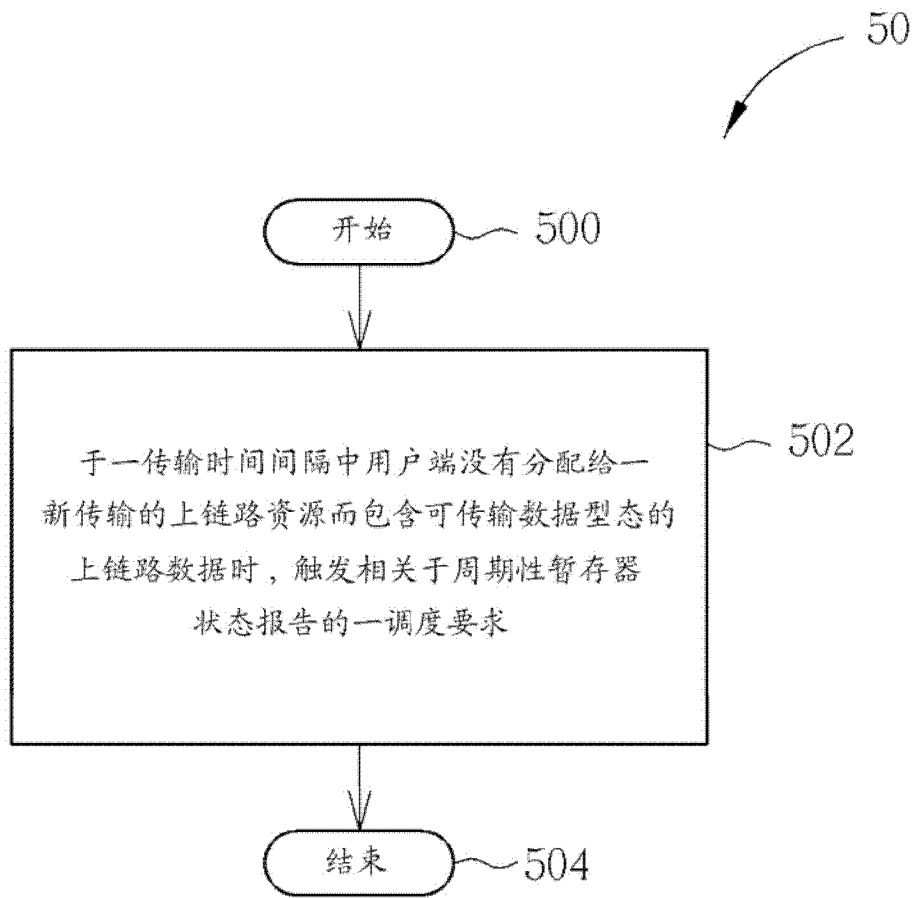 50
开始
500
于一传输时间间隔中用户端没有分配给一
新传输的上链路资源而包含可传输数据型态的
上链路数据时，触发相关于周期性暂存器
状态报告的一调度要求
502
结束
504